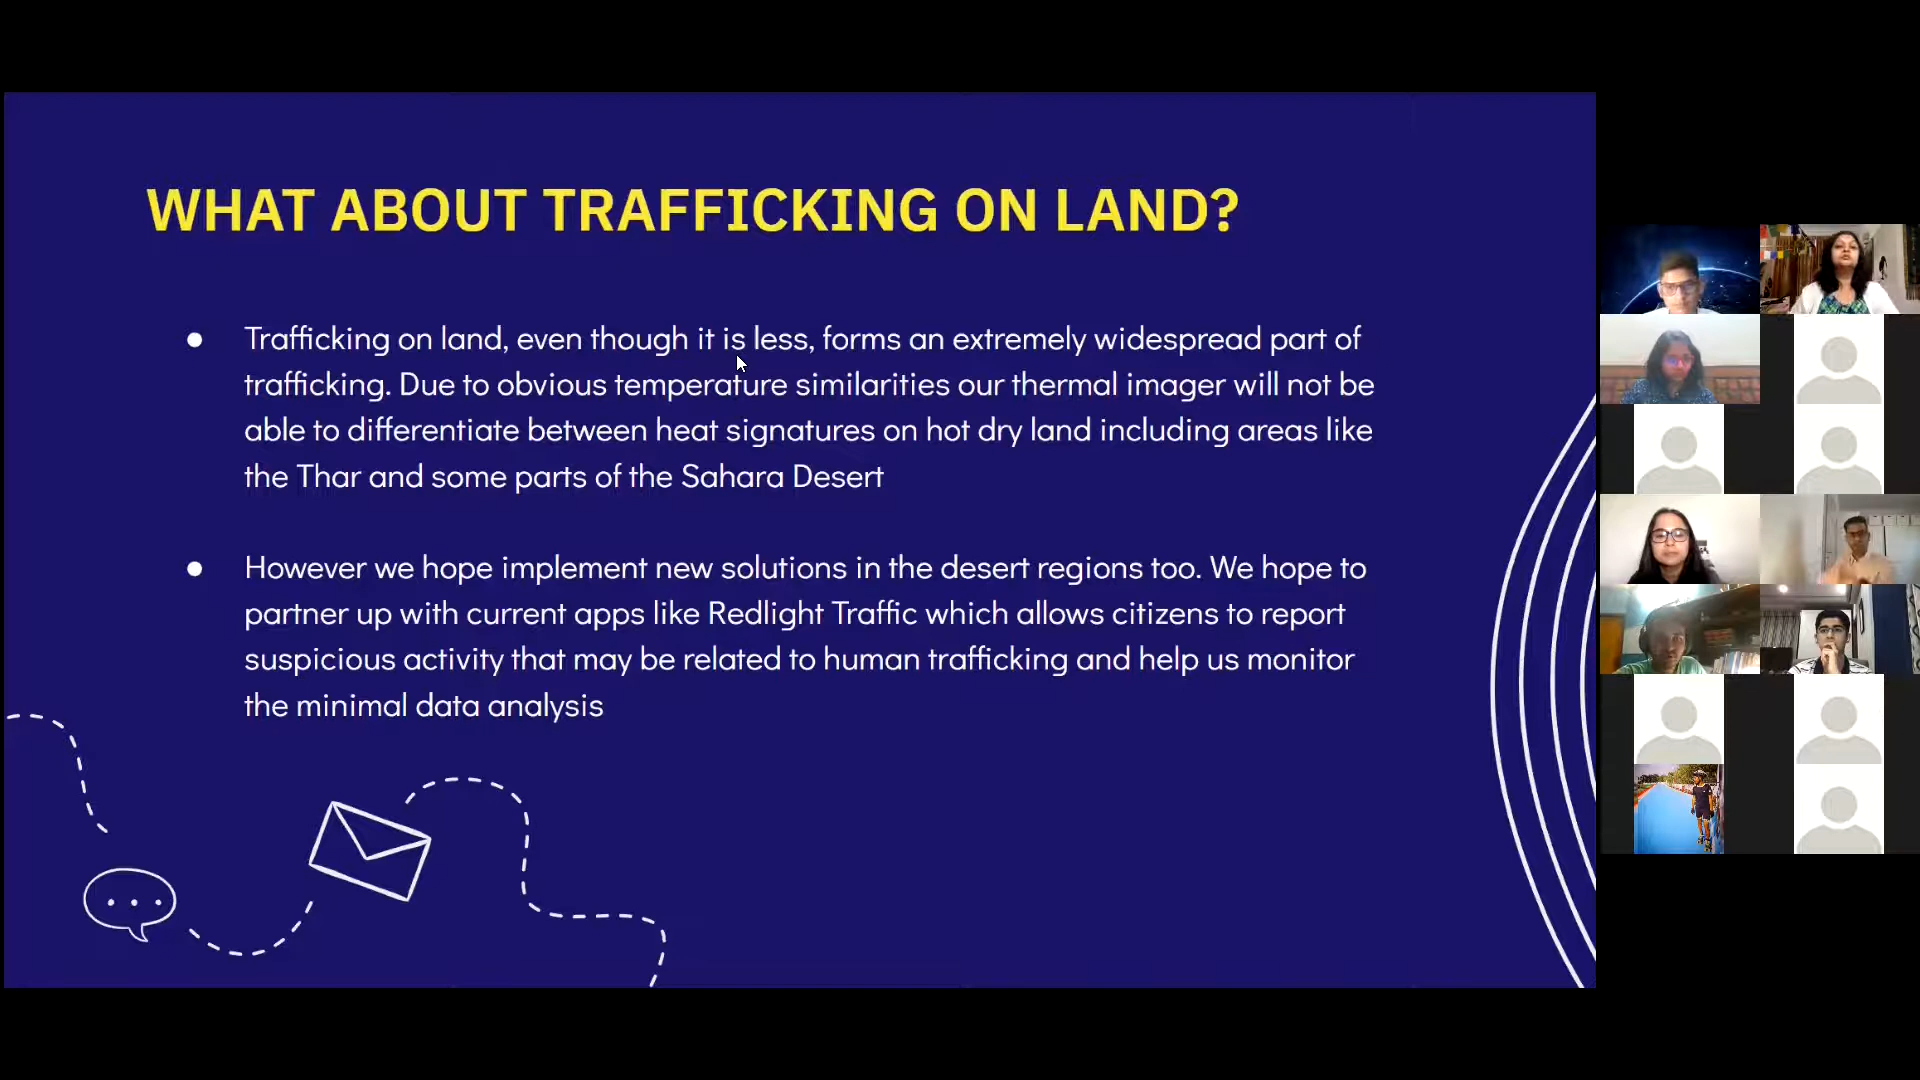 WHAT ABOUT TRAFFICKING ON LAND?
● Trafficking on land, even though it is less, forms an extremely widespread part of
trafficking. Due to obvious temperature similarities our thermal imager will not be
able to differentiate between heat signatures on hot dry land including areas like
the Thar and some parts of the Sahara Desert
● However we hope implement new solutions in the desert regions too. We hope to
partner up with current apps like Redlight Traffic which allows citizens to report
suspicious activity that may be related to human trafficking and help us monitor
the minimal data analysis